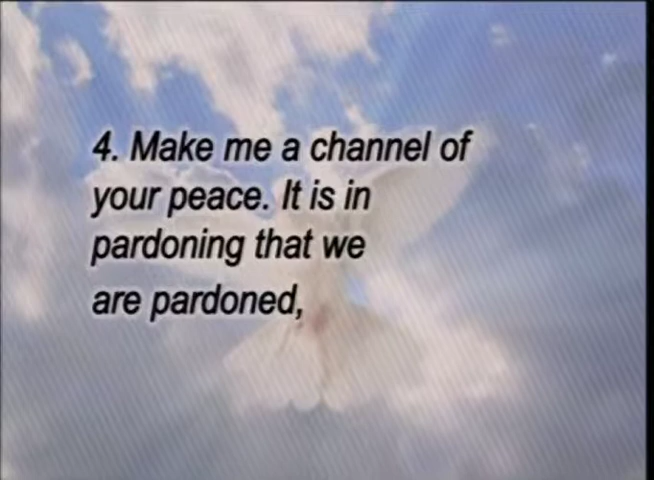 4. Make me a channel of
your peace. It is in
pardoning that we
are pardoned,